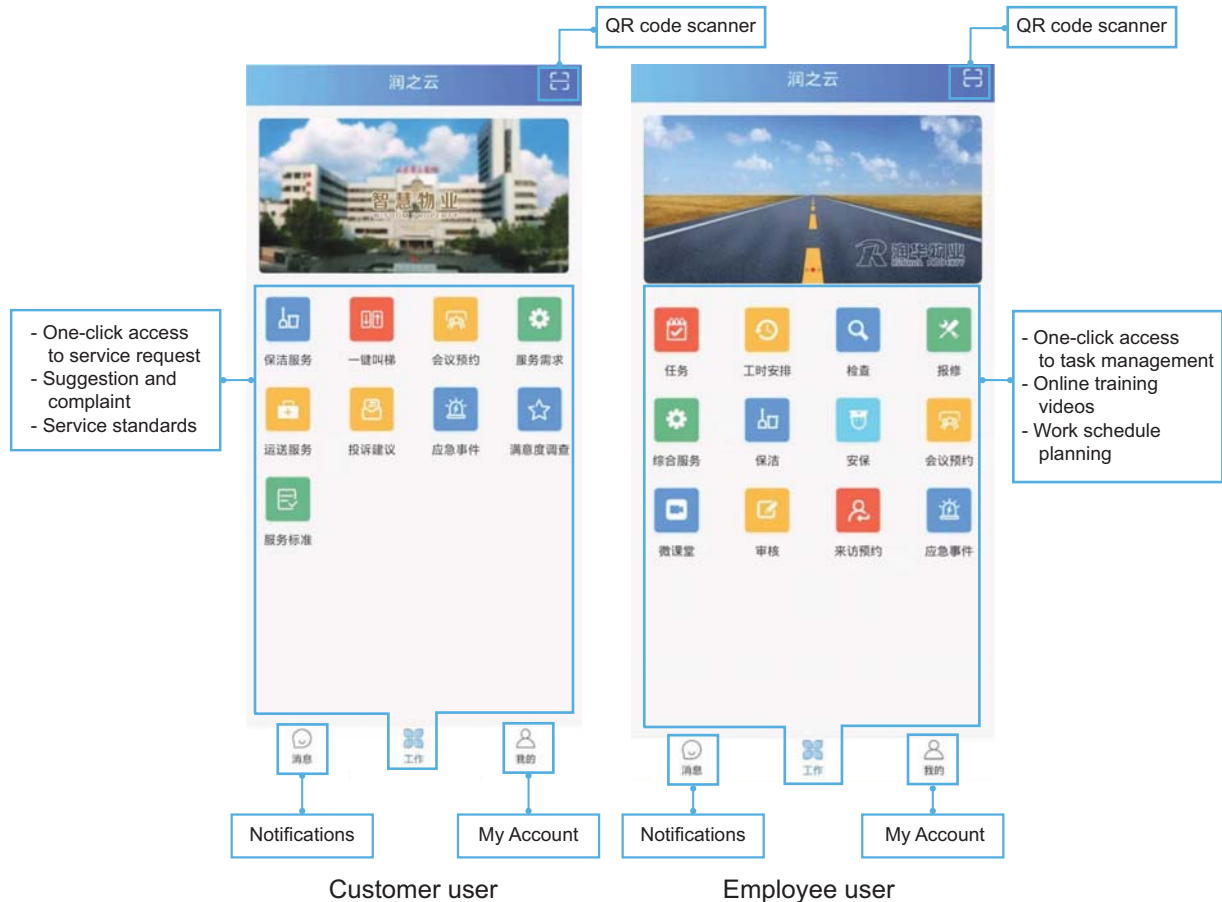 QR code scanner
QR code scanner
润之云
润之云
智慧物业
润华物业
- One-click access
to service request
- Suggestion and
complaint
- Service standards
保洁服务
一键叫梯
会议预约
服务需求
运送服务
投诉建议
应急事件
满意度调查
服务标准
任务
工时安排
检查
报修
综合服务
保洁
安保
会议预约
微课堂
审核
来访预约
应急事件
- One-click access
to task management
- Online training
videos
- Work schedule
planning
消息
工作
我的
消息
工作
我的
Notifications
My Account
Notifications
My Account
Customer user
Employee user